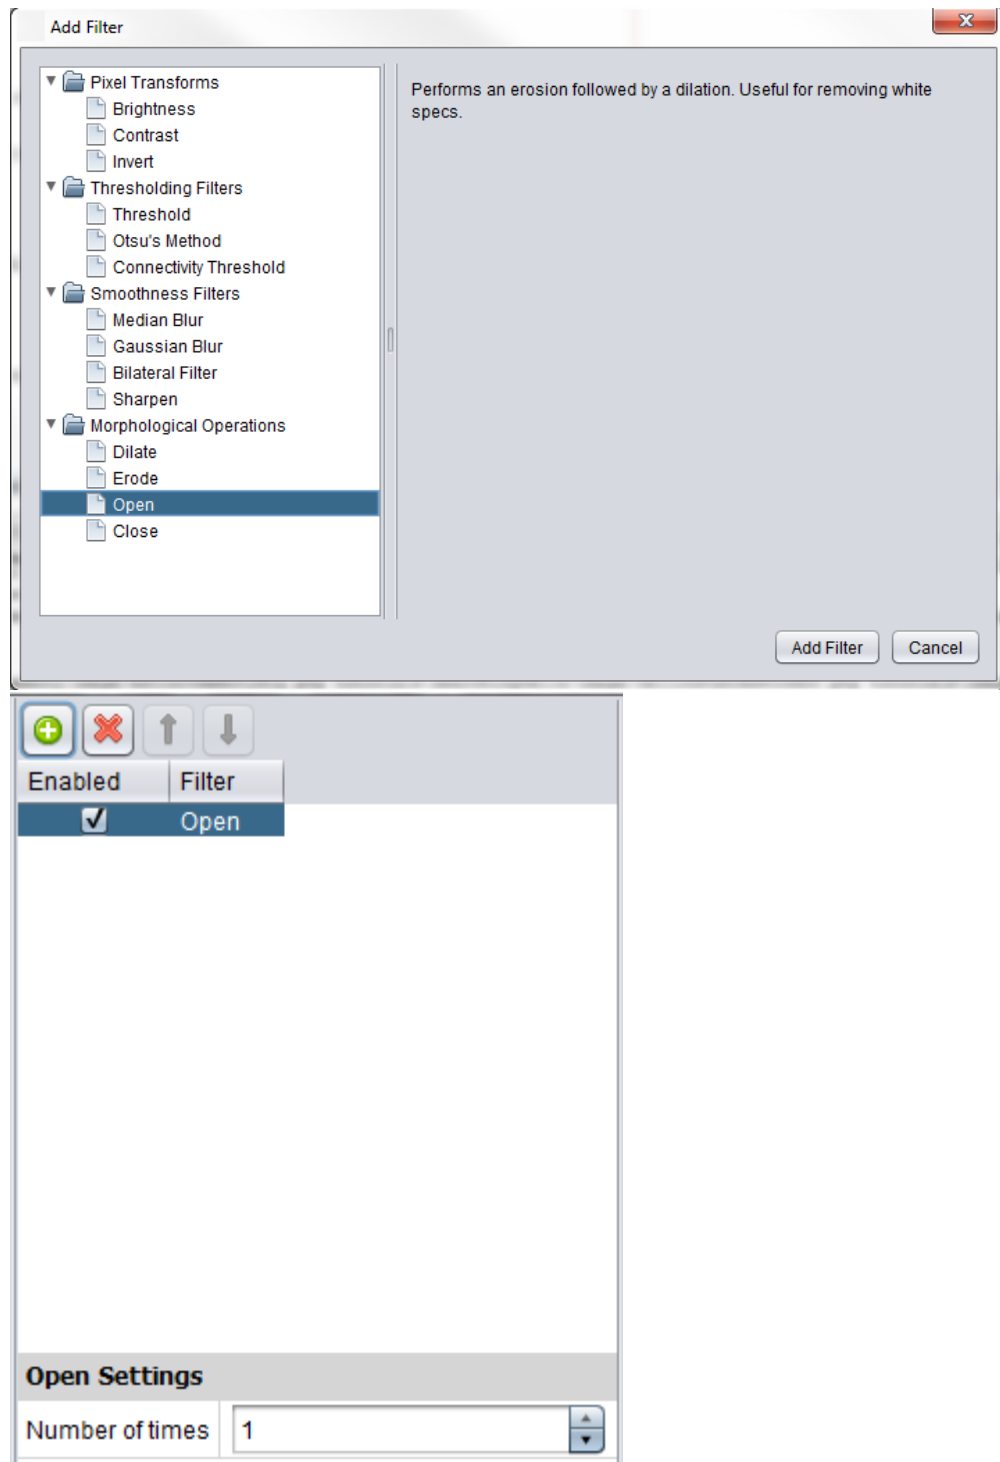 Add Filter
Pixel Transforms
Brightness
Contrast
Invert
Thresholding Filters
Threshold
Otsu's Method
Connectivity Threshold
Smoothness Filters
Median Blur
Gaussian Blur
Bilateral Filter
Sharpen
Morphological Operations
Dilate
Erode
Open
Close
Performs an erosion followed by a dilation. Useful for removing white
specs.
Add Filter Cancel
Enabled Filter
Open
Open Settings
Number of times 1